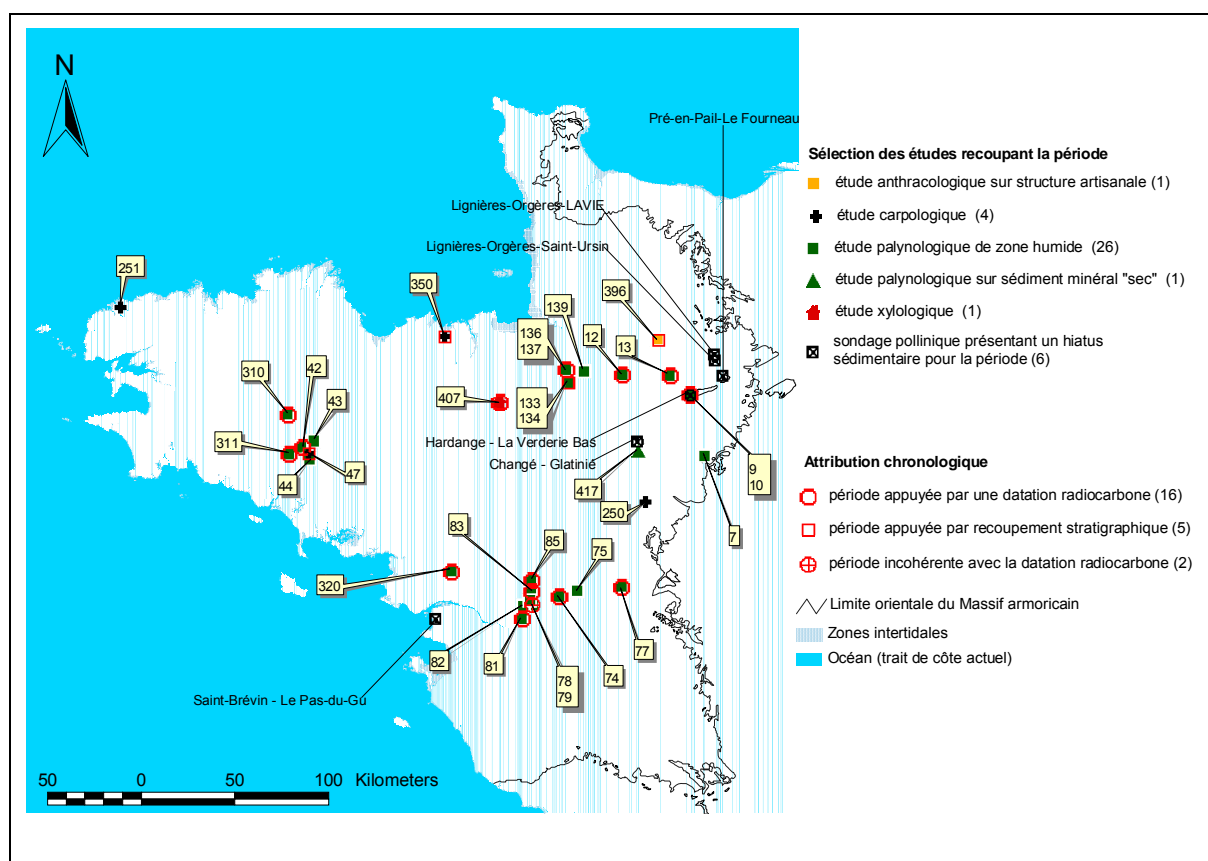 N
Pré-en-Pail-Le Fourneau
Lignières-Orgères-LAVIE
Lignières-Orgères-Saint-Ursin
251
350
139
396
136
137
12
13
310
42
43
407
133
134
311
44
47
Hardange - La Verderie Bas
Changé - Glatinié
417
250
9
10
7
83
85
75
320
82
81
78
79
74
77
Saint-Brévin - Le Pas-du-Gú
50 0 50 100 Kilometers
Sélection des études recoupant la période
étude anthracologique sur structure artisanale (1)
étude carpologique (4)
étude palynologique de zone humide (26)
étude palynologique sur sédiment minéral "sec" (1)
étude xylologique (1)
sondage pollinique présentant un hiatus
sédimentaire pour la période (6)
Attribution chronologique
période appuyée par une datation radiocarbone (16)
période appuyée par recoupement stratigraphique (5)
période incohérente avec la datation radiocarbone (2)
Limite orientale du Massif armoricain
Zones intertidales
Océan (trait de côte actuel)